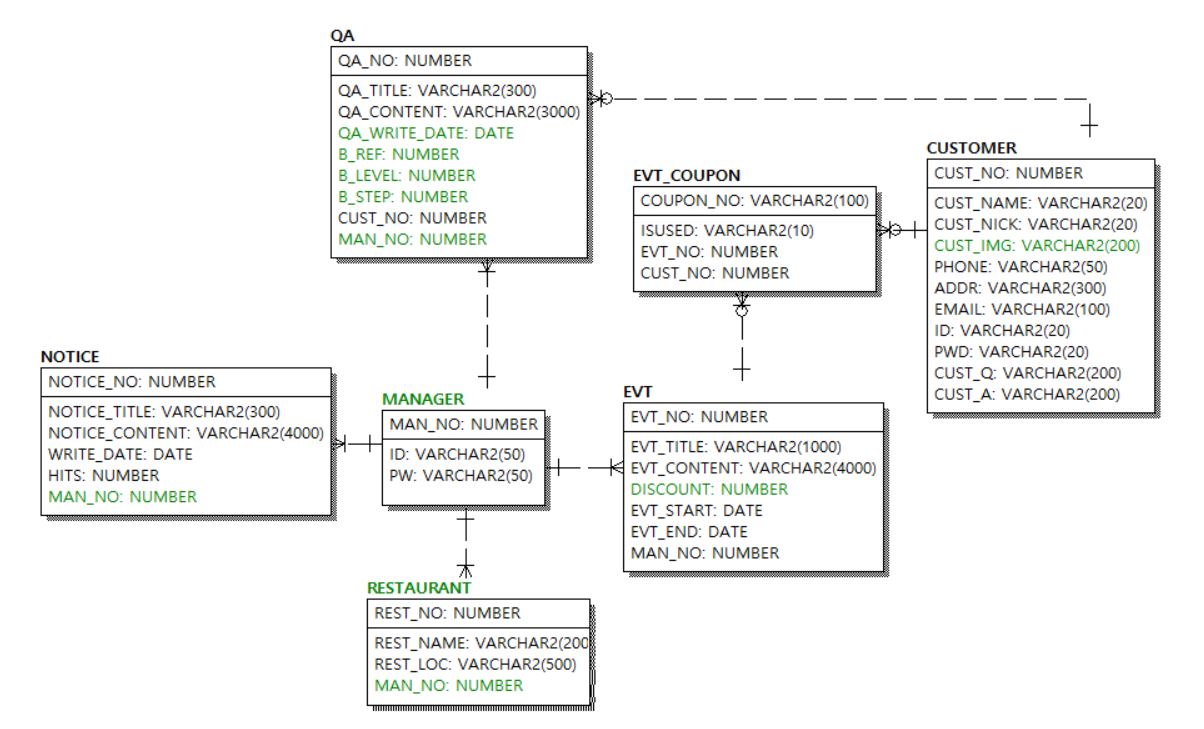 QA
QA_NO: NUMBER
QA_TITLE: VARCHAR2(300)
QA_CONTENT: VARCHAR2(3000)
QA_WRITE_DATE: DATE
B_REF: NUMBER
B_LEVEL: NUMBER
B_STEP: NUMBER
CUST_NO: NUMBER
MAN_NO: NUMBER
CUSTOMER
CUST_NO: NUMBER
CUST_NAME: VARCHAR2(20)
CUST_NICK: VARCHAR2(20)
CUST_IMG: VARCHAR2(200)
PHONE: VARCHAR2(50)
ADDR: VARCHAR2(300)
EMAIL: VARCHAR2(100)
ID: VARCHAR2(20)
PWD: VARCHAR2(20)
CUST_Q: VARCHAR2(200)
CUST_A: VARCHAR2(200)
EVT_COUPON
COUPON_NO: VARCHAR2(100)
ISUSED: VARCHAR2(10)
EVT_NO: NUMBER
CUST_NO: NUMBER
NOTICE
NOTICE_NO: NUMBER
NOTICE_TITLE: VARCHAR2(300)
NOTICE_CONTENT: VARCHAR2(4000)
WRITE_DATE: DATE
HITS: NUMBER
MAN_NO: NUMBER
MANAGER
MAN_NO: NUMBER
ID: VARCHAR2(50)
PW: VARCHAR2(50)
EVT
EVT_NO: NUMBER
EVT_TITLE: VARCHAR2(1000)
EVT_CONTENT: VARCHAR2(4000)
DISCOUNT: NUMBER
EVT_START: DATE
EVT_END: DATE
MAN_NO: NUMBER
RESTAURANT
REST_NO: NUMBER
REST_NAME: VARCHAR2(200
REST_LOC: VARCHAR2(500)
MAN_NO: NUMBER